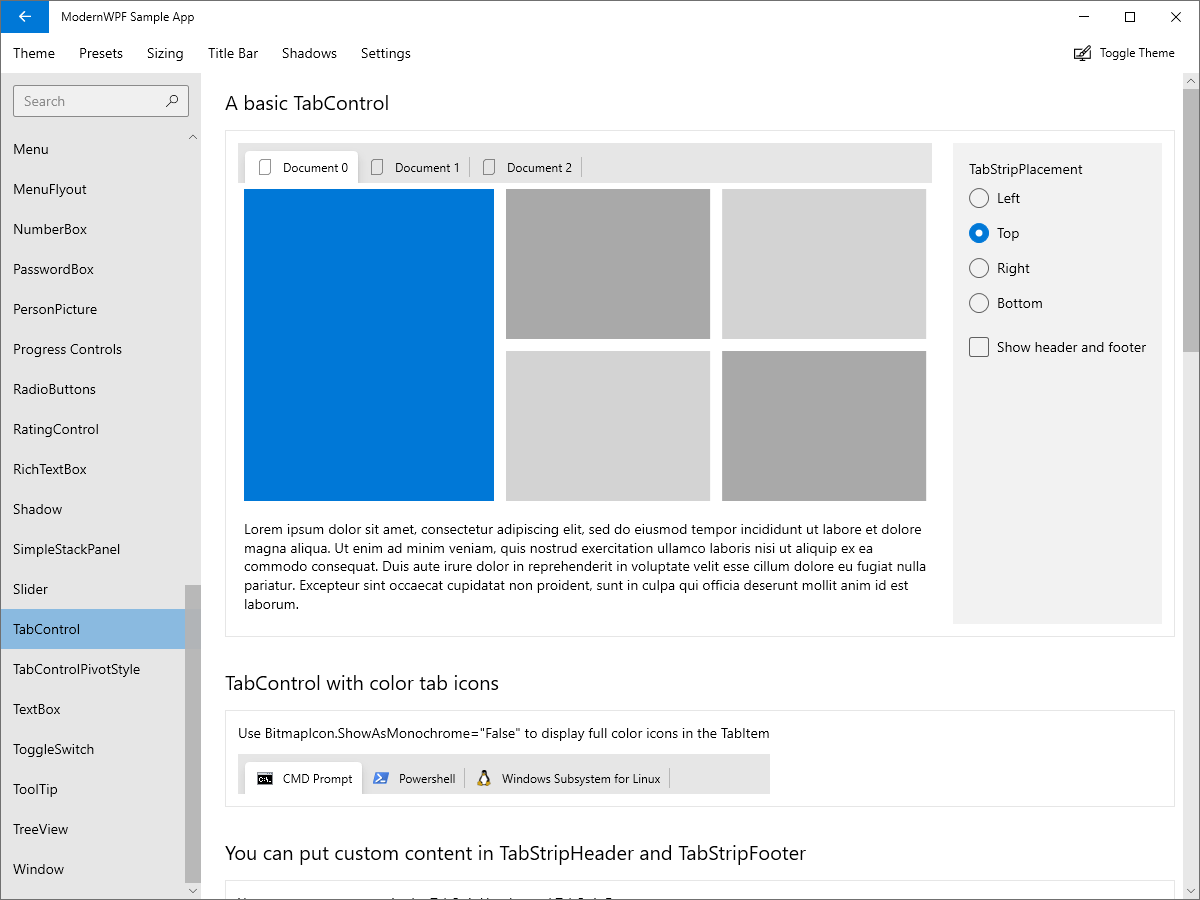 ModernWPF Sample App
Theme Presets Sizing Title Bar Shadows Settings Toggle Theme
Search
Menu
MenuFlyout
NumberBox
PasswordBox
PersonPicture
Progress Controls
RadioButtons
RatingControl
RichTextBox
Shadow
SimpleStackPanel
Slider
TabControl
TabControlPivotStyle
TextBox
ToggleSwitch
ToolTip
TreeView
Window
A basic TabControl
Document 0 Document 1 Document 2
Lorem ipsum dolor sit amet, consectetur adipiscing elit, sed do eiusmod tempor incididunt ut labore et dolore
magna aliqua. Ut enim ad minim veniam, quis nostrud exercitation ullamco laboris nisi ut aliquip ex ea
commodo consequat. Duis aute irure dolor in reprehenderit in voluptate velit esse cillum dolore eu fugiat nulla
pariatur. Excepteur sint occaecat cupidatat non proident, sunt in culpa qui officia deserunt mollit anim id est
laborum.
TabStripPlacement
Left
Top
Right
Bottom
Show header and footer
TabControl with color tab icons
Use BitmapIcon.ShowAsMonochrome="False" to display full color icons in the TabItem
CMD Prompt Powershell Windows Subsystem for Linux
You can put custom content in TabStripHeader and TabStripFooter